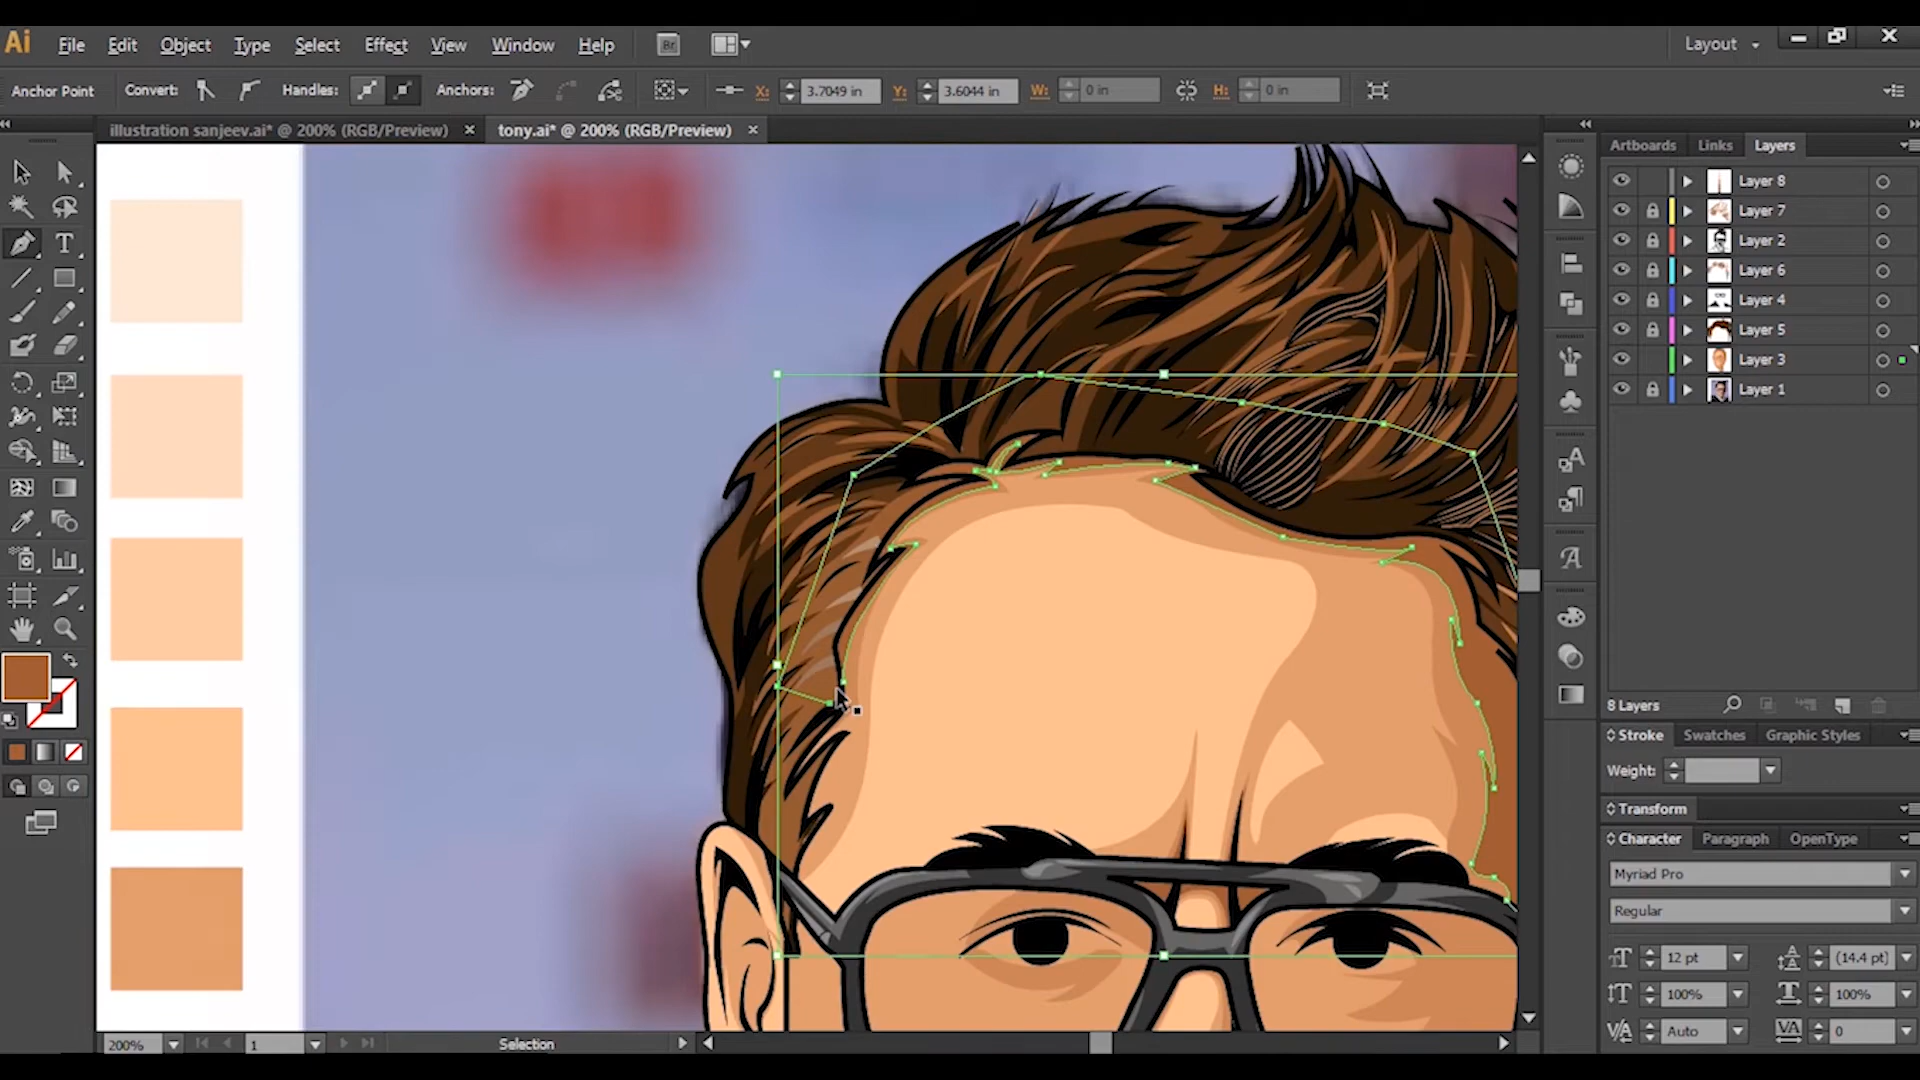 Ai File Edit Object Type Select Effect View Window Help Br Layout
Anchor Point Convert: Handles: Anchors: X: 3.7049 in Y: 3.6044 in W: 0 in H: 0 in
illustration sanjeev.ai* @ 200% (RGB/Preview) × tony.ai* @ 200% (RGB/Preview) ×
Artboards Links Layers
Layer 8
Layer 7
Layer 2
Layer 6
Layer 4
Layer 5
Layer 3
Layer 1
8 Layers
Stroke Swatches Graphic Styles
Weight:
Transform
Character Paragraph OpenType
Myriad Pro
Regular
12 pt (14.4 pt)
100% 100%
Auto 0
200% 1 Selection